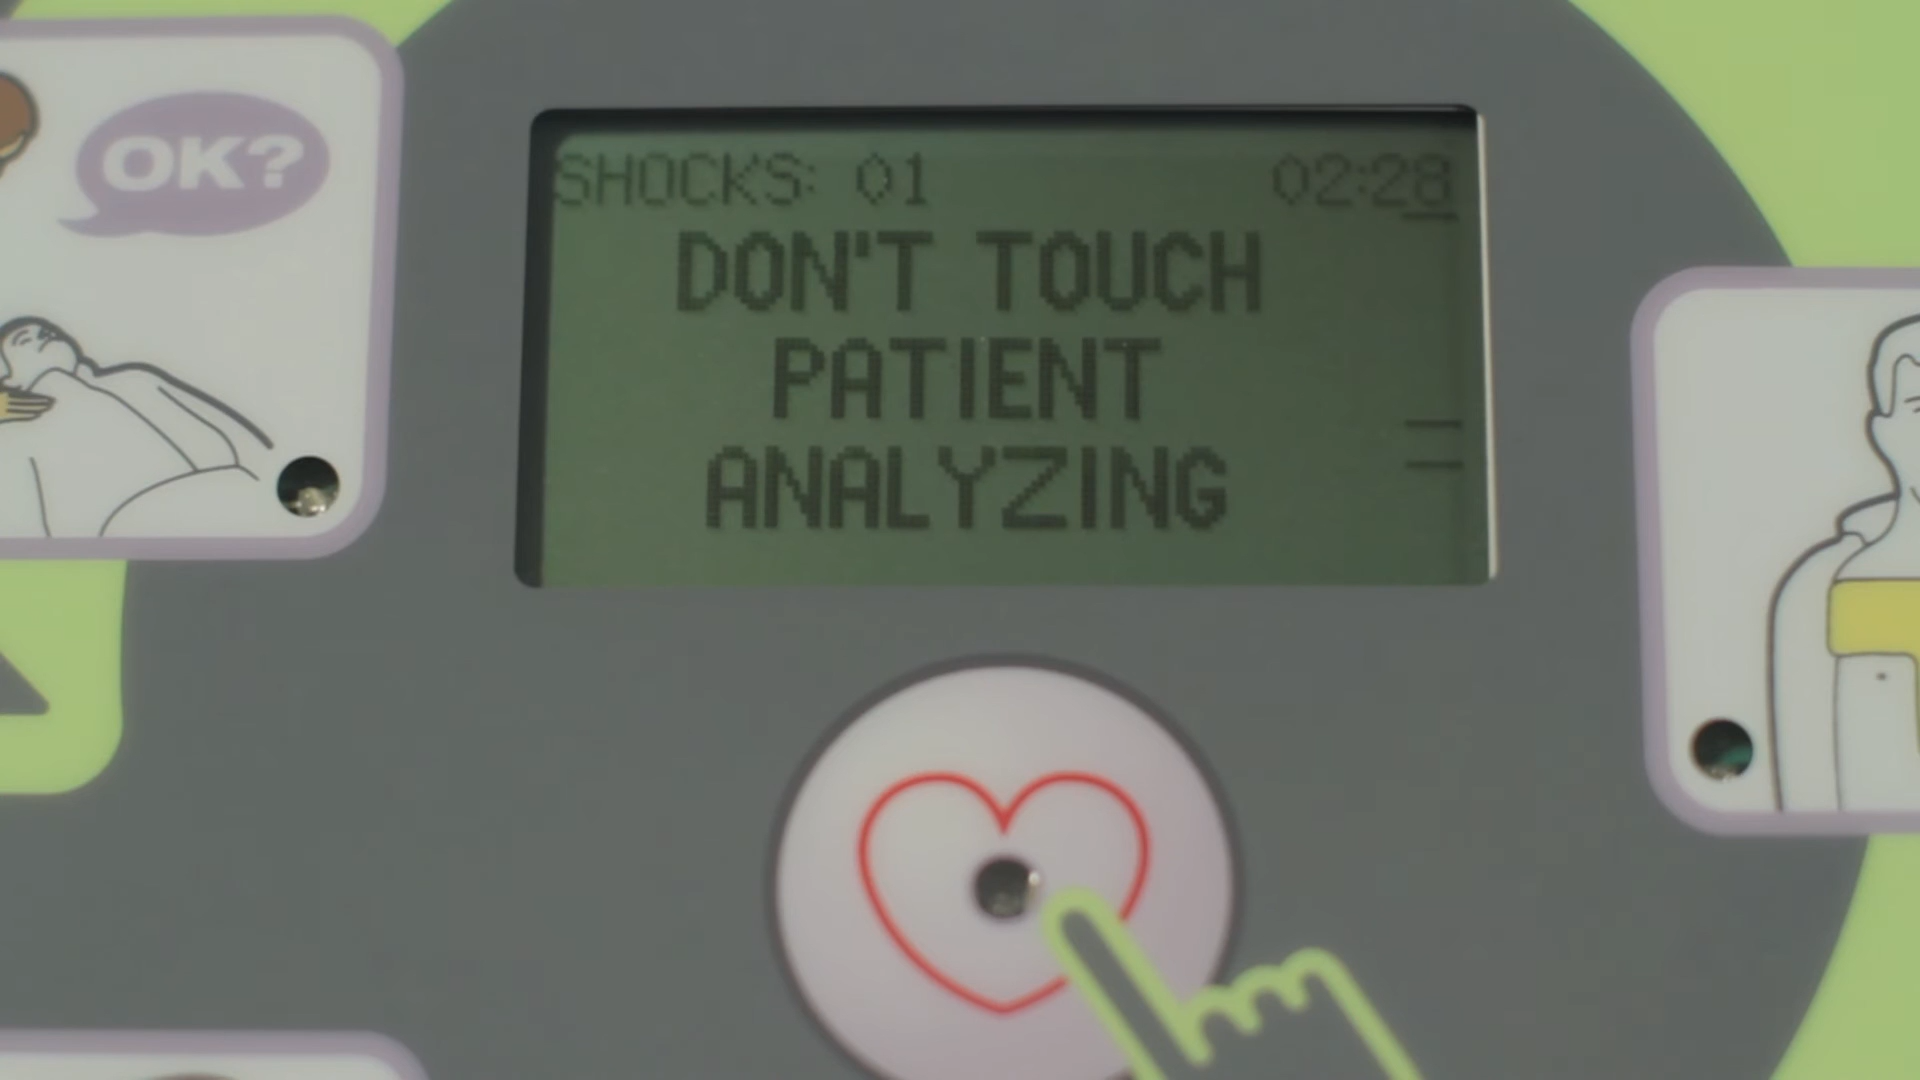 OK?
SHOCKS: 01 02:28
DON'T TOUCH
PATIENT
ANALYZING